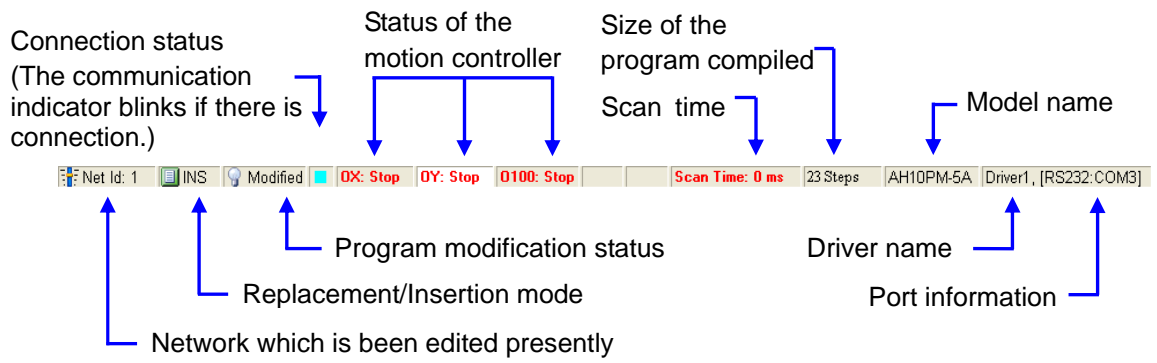 Connection status
(The communication
indicator blinks if there is
connection.)
Status of the
motion controller
Size of the
program compiled
Scan time
Model name
Net Id: 1 INS Modified 0X: Stop 0Y: Stop 0100: Stop Scan Time: 0 ms 23 Steps AH10PM-5A Driver1, [RS232:COM3]
Program modification status
Driver name
Replacement/Insertion mode
Port information
Network which is been edited presently